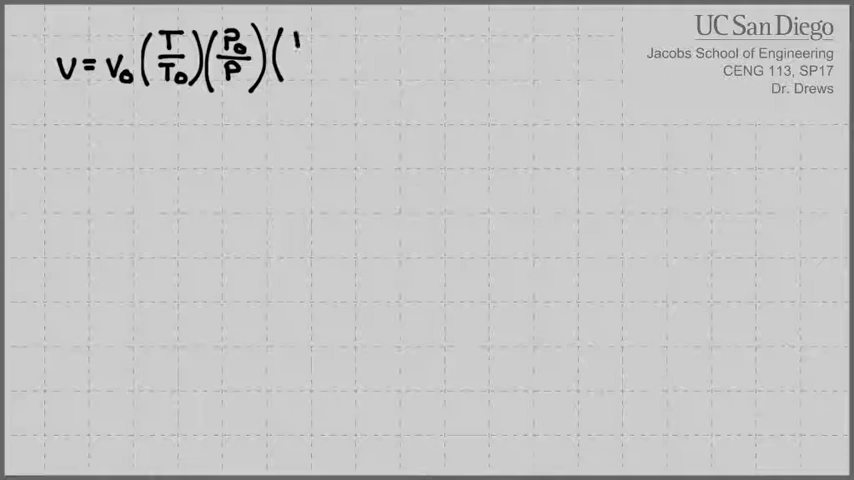 v = v₀ (T/T₀)(P₀/P)(
UC San Diego
Jacobs School of Engineering
CENG 113, SP17
Dr. Drews